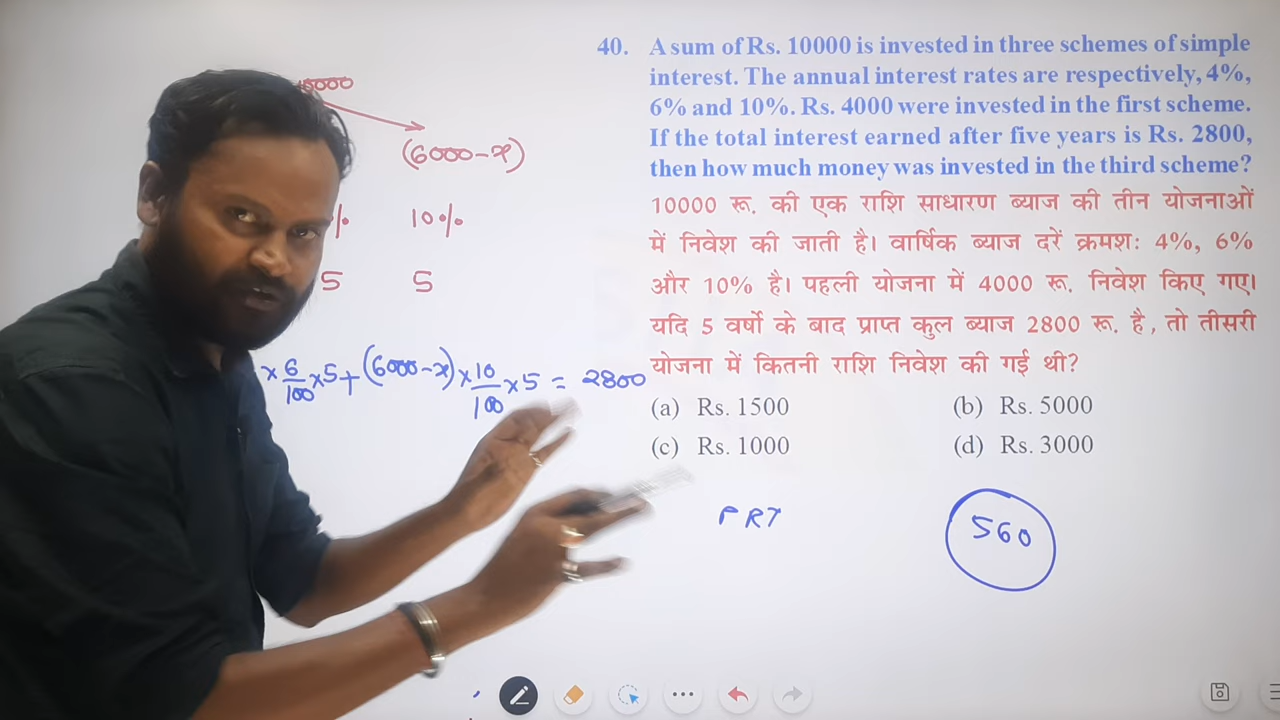 40. A sum of Rs. 10000 is invested in three schemes of simple
interest. The annual interest rates are respectively, 4%,
6% and 10%. Rs. 4000 were invested in the first scheme.
If the total interest earned after five years is Rs. 2800,
then how much money was invested in the third scheme?
10000 रू. की एक राशि साधारण ब्याज की तीन योजनाओं
में निवेश की जाती है। वार्षिक ब्याज दरें क्रमश: 4%, 6%
और 10% है। पहली योजना में 4000 रू. निवेश किए गए।
यदि 5 वर्षो के बाद प्राप्त कुल ब्याज 2800 रू. है, तो तीसरी
योजना में कितनी राशि निवेश की गई थी?
(a) Rs. 1500 (b) Rs. 5000
(c) Rs. 1000 (d) Rs. 3000
(6000-x)
% 10%
5 5
× 6/100 × 5 + (6000-x) × 10/100 × 5 = 2800
PRT
560